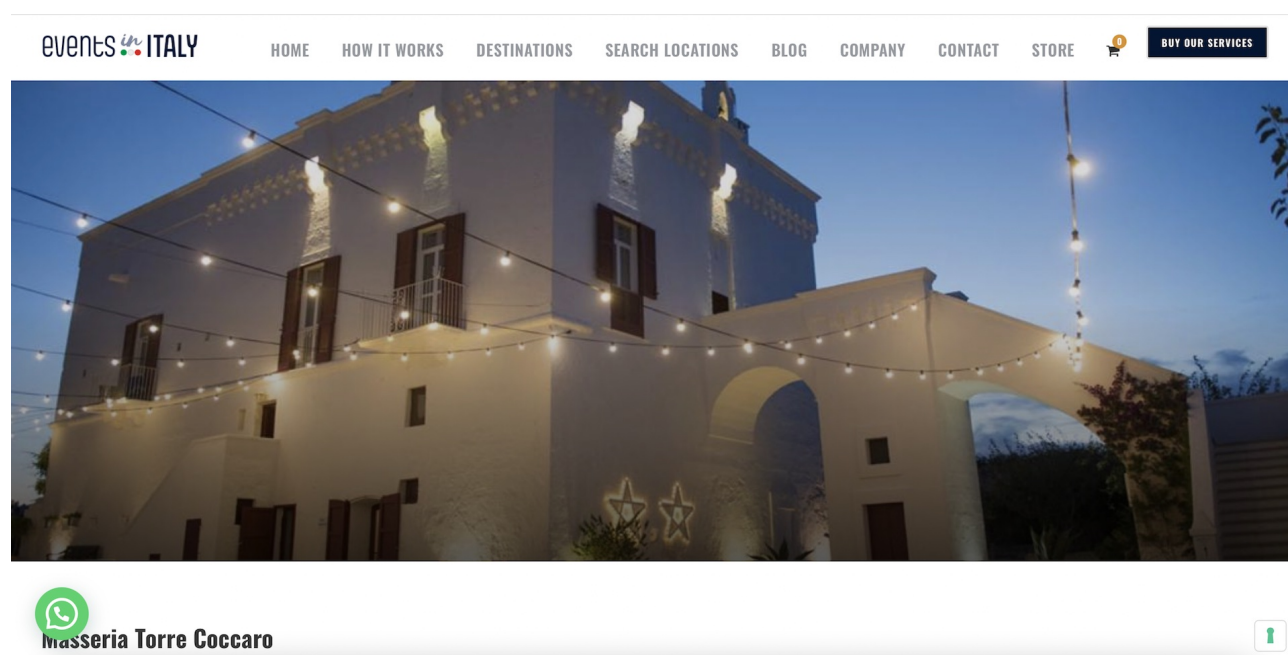 events in ITALY
HOME
HOW IT WORKS
DESTINATIONS
SEARCH LOCATIONS
BLOG
COMPANY
CONTACT
STORE
0
BUY OUR SERVICES
Masseria Torre Coccaro